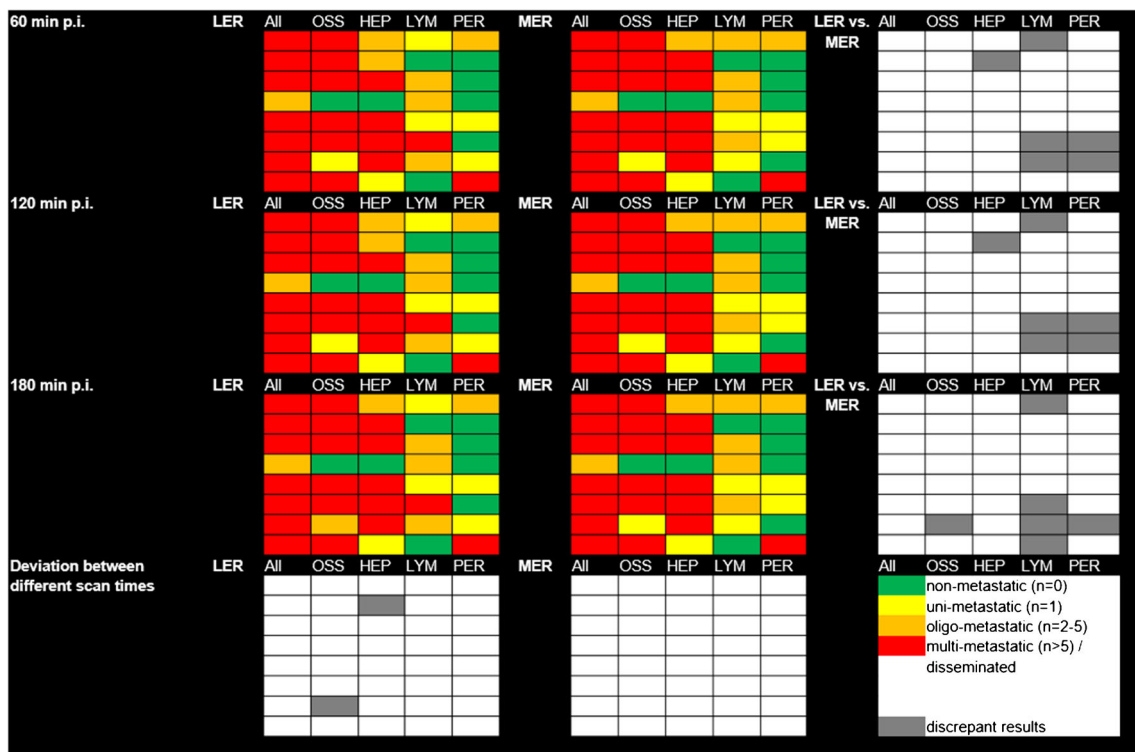 60 min p.i. LER All OSS HEP LYM PER MER All OSS HEP LYM PER LER vs. All OSS HEP LYM PER
MER
120 min p.i. LER All OSS HEP LYM PER MER All OSS HEP LYM PER LER vs. All OSS HEP LYM PER
MER
180 min p.i. LER All OSS HEP LYM PER MER All OSS HEP LYM PER LER vs. All OSS HEP LYM PER
MER
Deviation between LER All OSS HEP LYM PER MER All OSS HEP LYM PER All OSS HEP LYM PER
different scan times
non-metastatic (n=0)
uni-metastatic (n=1)
oligo-metastatic (n=2-5)
multi-metastatic (n>5) /
disseminated
discrepant results